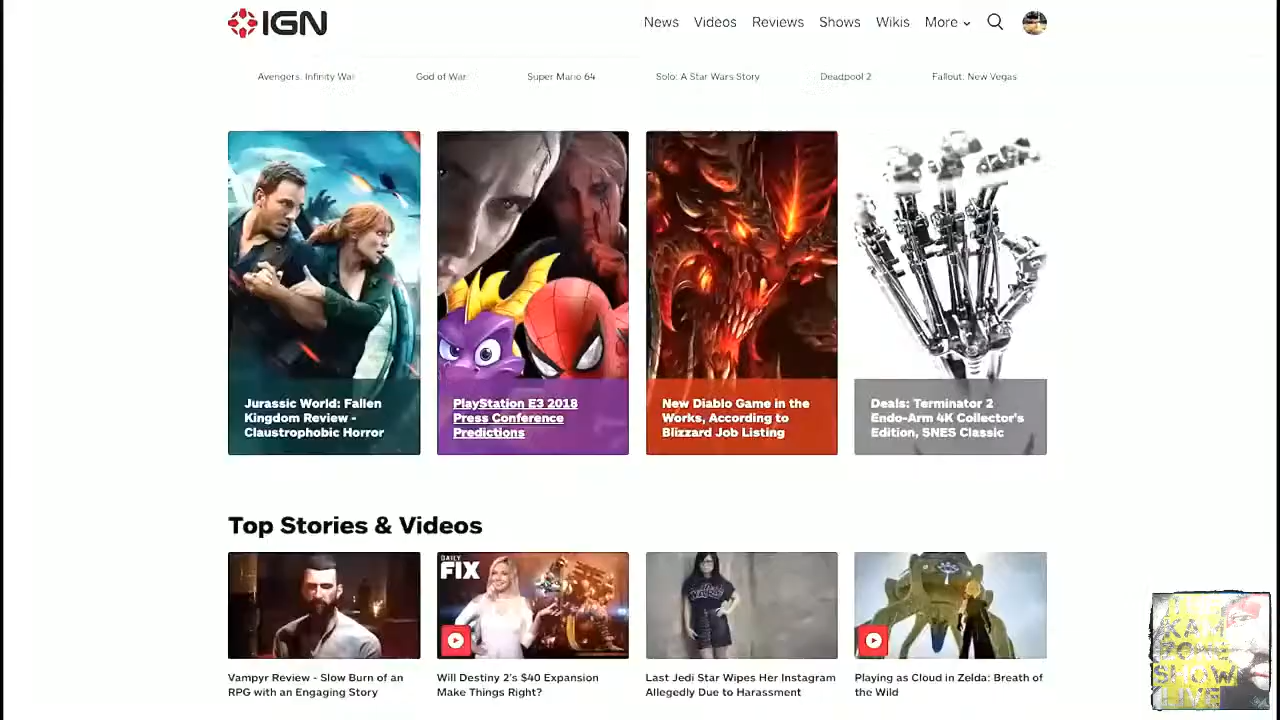 IGN
News Videos Reviews Shows Wikis More
Avengers: Infinity War God of War Super Mario 64 Solo: A Star Wars Story Deadpool 2 Fallout: New Vegas
Jurassic World: Fallen
Kingdom Review -
Claustrophobic Horror
PlayStation E3 2018
Press Conference
Predictions
New Diablo Game in the
Works, According to
Blizzard Job Listing
Deals: Terminator 2
Endo-Arm 4K Collector's
Edition, SNES Classic
Top Stories & Videos
DAILY
FIX
Vampyr Review - Slow Burn of an
RPG with an Engaging Story
Will Destiny 2's $40 Expansion
Make Things Right?
Last Jedi Star Wipes Her Instagram
Allegedly Due to Harassment
Playing as Cloud in Zelda: Breath of
the Wild
SHOW
LIVE